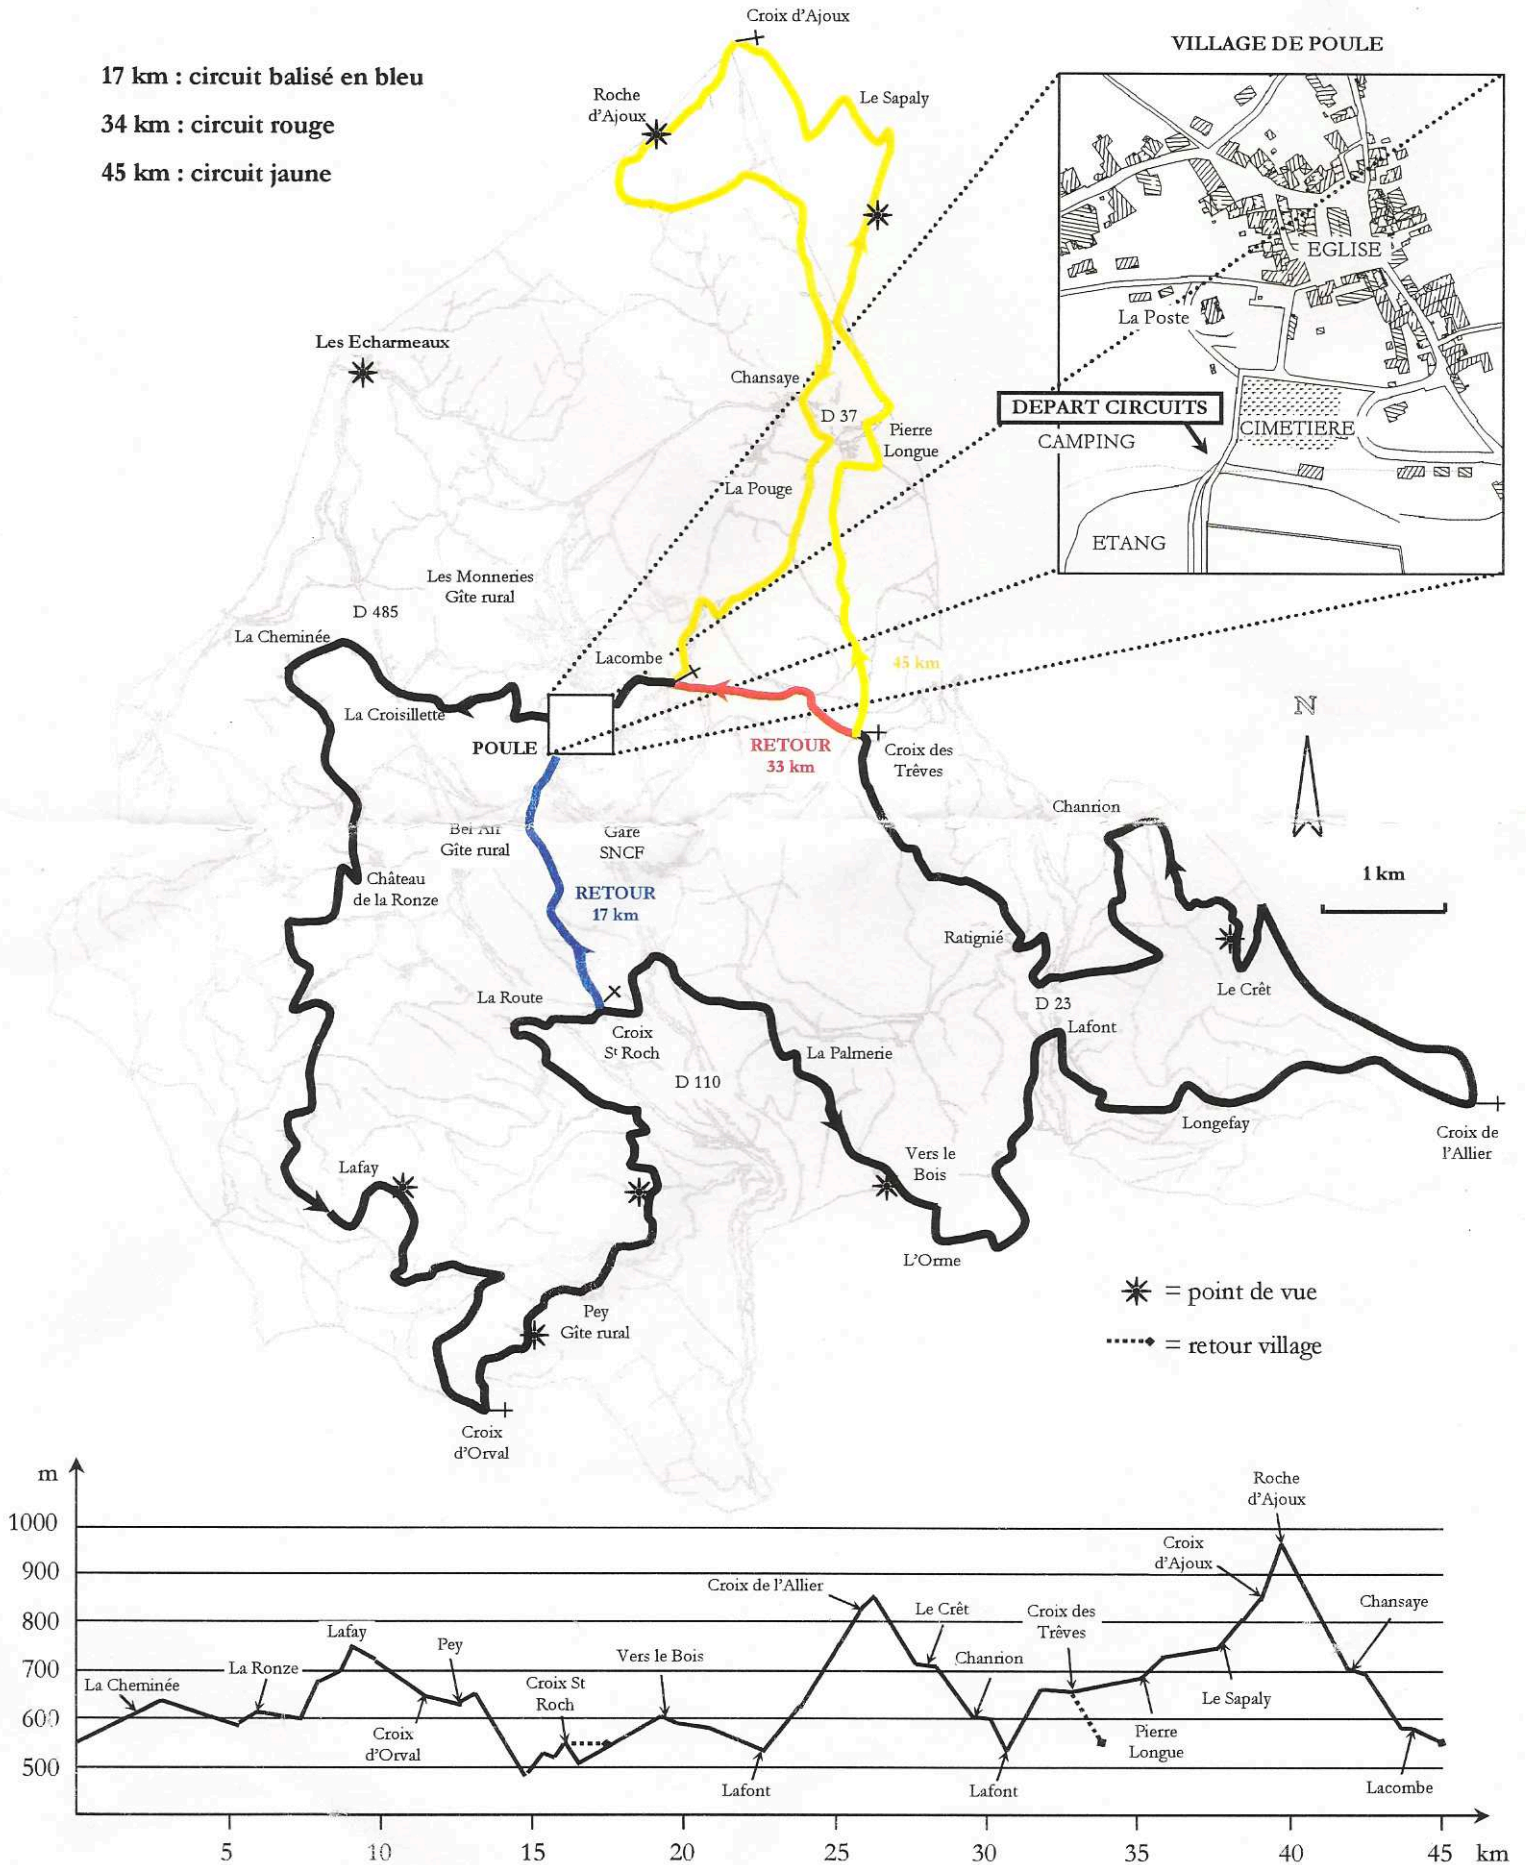 17 km : circuit balisé en bleu
34 km : circuit rouge
45 km : circuit jaune
Croix d'Ajoux
VILLAGE DE POULE
Roche
d'Ajoux
Le Sapaly
EGLISE
La Poste
Les Echarmeaux
Chansaye
D 37
DEPART CIRCUITS
CAMPING
CIMETIERE
Pierre
Longue
La Pouge
ETANG
Les Monneries
Gîte rural
D 485
La Cheminée
Lacombe
45 km
La Croisillette
POULE
RETOUR
33 km
Croix des
Trêves
N
Chanrion
Bel Air
Gîte rural
Gare
SNCF
1 km
Château
de la Ronze
RETOUR
17 km
Ratignié
Le Crêt
La Route
D 23
Croix
St Roch
Lafont
La Palmerie
D 110
Longefay
Croix de
l'Allier
Lafay
Vers le
Bois
L'Orme
Pey
Gîte rural
= point de vue
= retour village
Croix
d'Orval
m
1000
900
800
700
600
500
Roche
d'Ajoux
Croix
d'Ajoux
Croix de l'Allier
Chansaye
Le Crêt
Croix des
Trêves
Lafay
Pey
Vers le Bois
Chanrion
La Ronze
La Cheminée
Croix St
Roch
Le Sapaly
Croix
d'Orval
Pierre
Longue
Lafont
Lafont
Lacombe
5 10 15 20 25 30 35 40 45 km